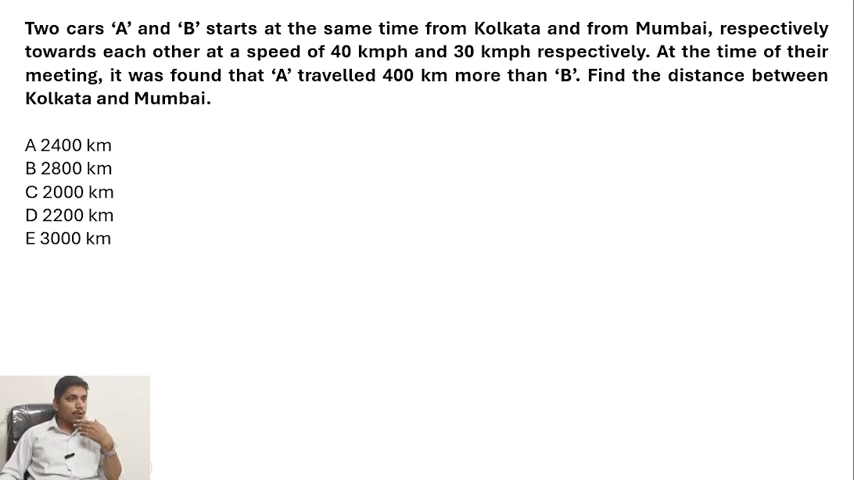 Two cars ‘A’ and ‘B’ starts at the same time from Kolkata and from Mumbai, respectively
towards each other at a speed of 40 kmph and 30 kmph respectively. At the time of their
meeting, it was found that ‘A’ travelled 400 km more than ‘B’. Find the distance between
Kolkata and Mumbai.
A 2400 km
B 2800 km
C 2000 km
D 2200 km
E 3000 km